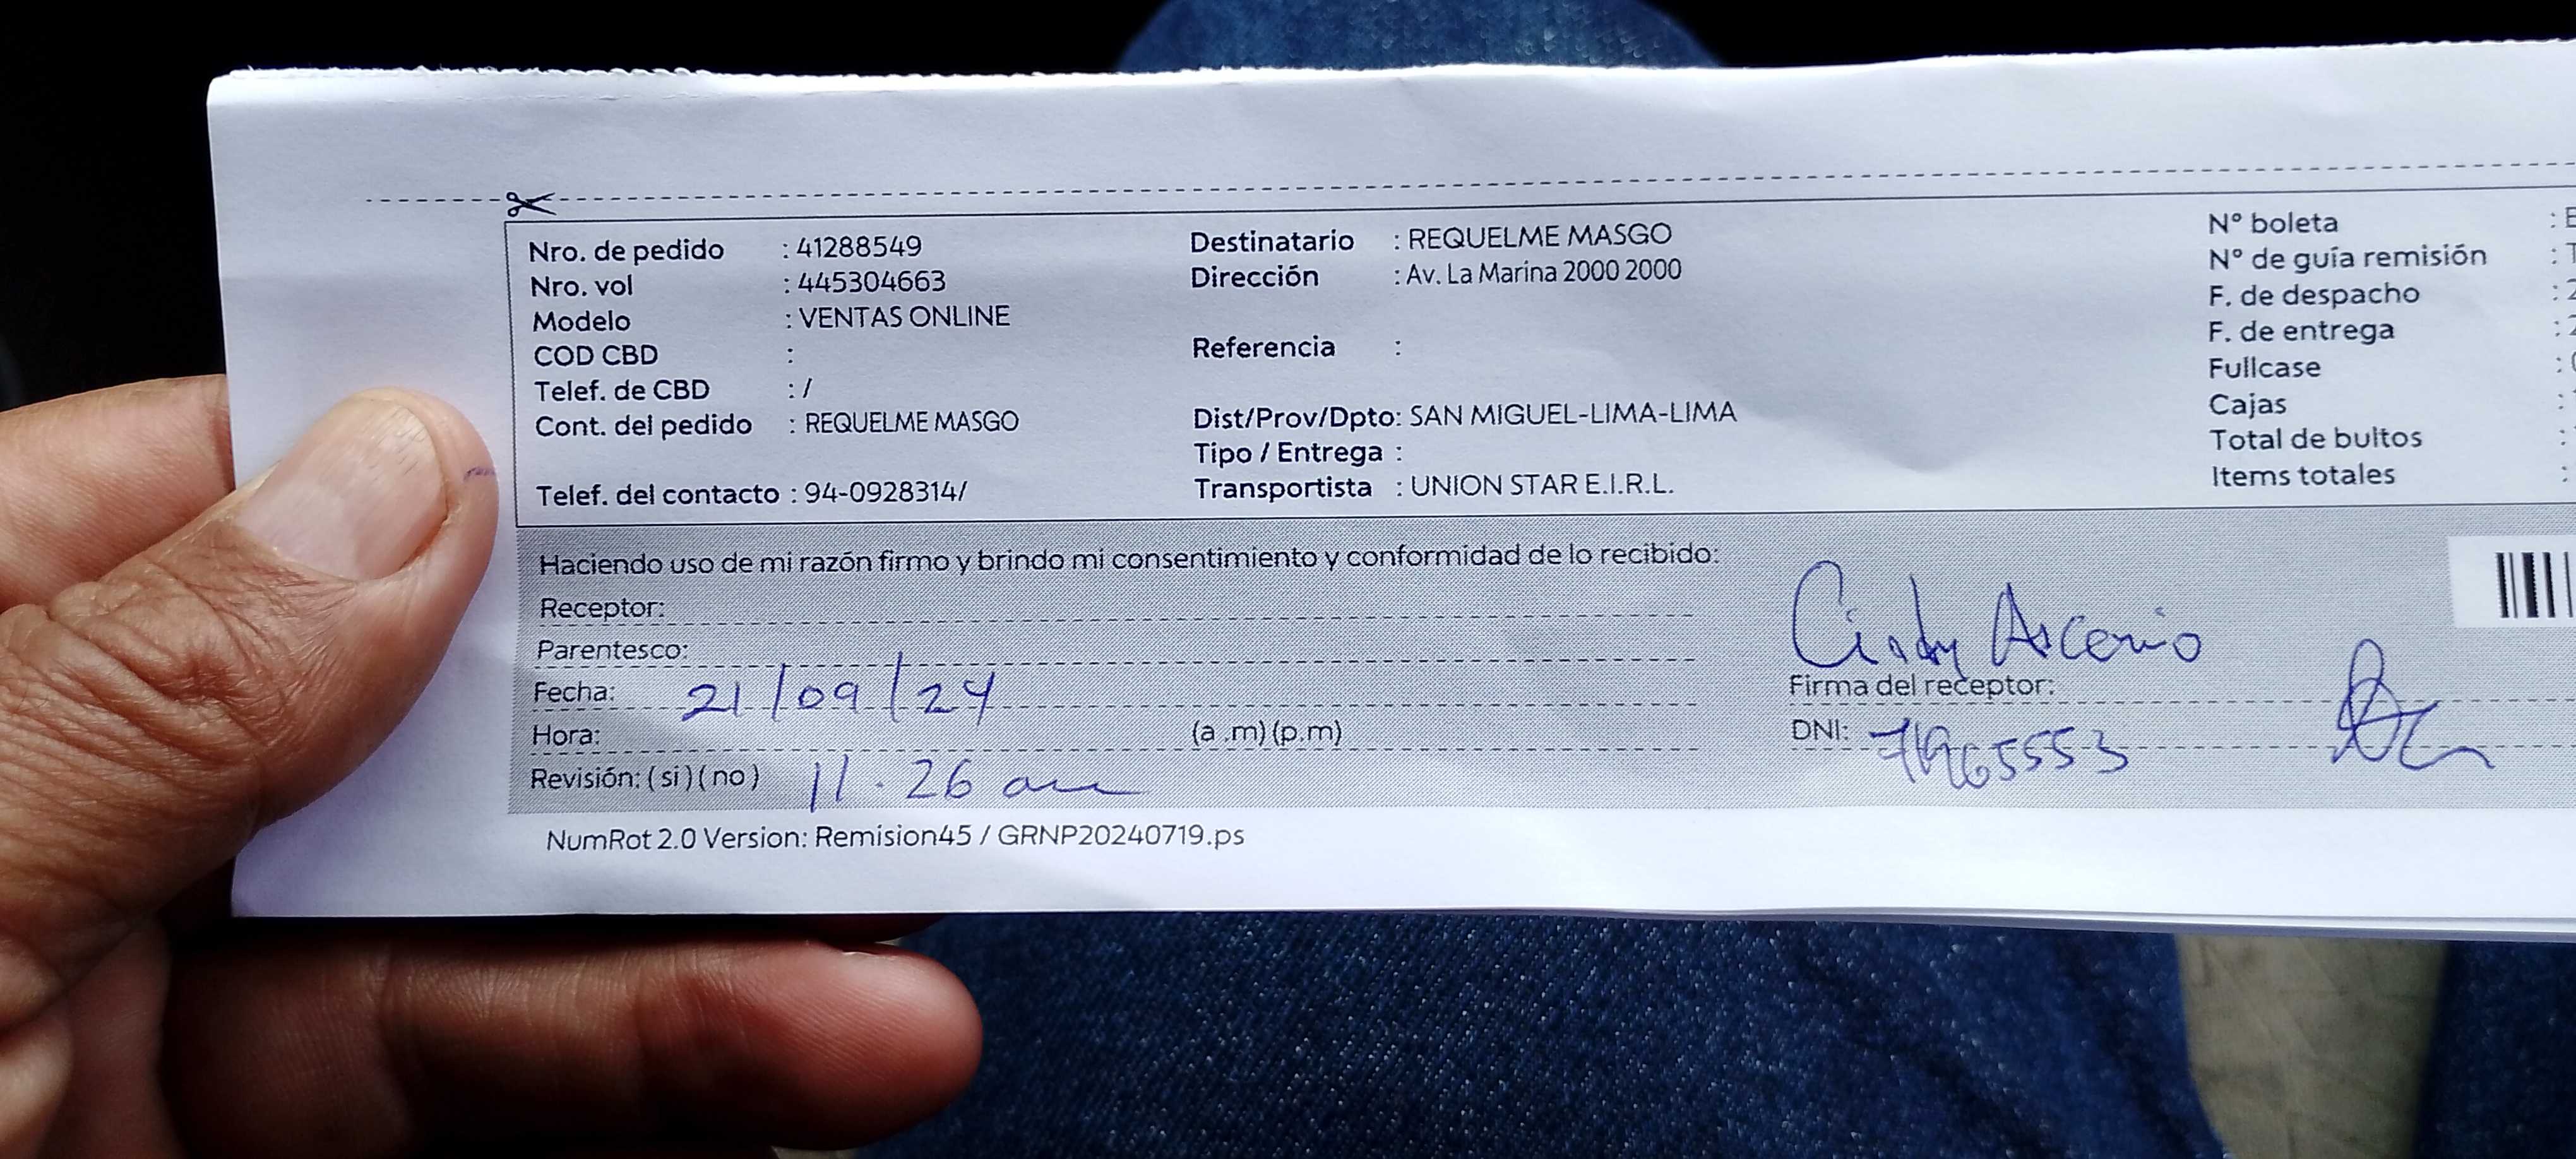 Nro. de pedido : 41288549
Nro. vol : 445304663
Modelo : VENTAS ONLINE
COD CBD :
Telef. de CBD : /
Cont. del pedido : REQUELME MASGO
Telef. del contacto : 94-0928314/
Destinatario : REQUELME MASGO
Dirección : Av. La Marina 2000 2000
Referencia :
Dist/Prov/Dpto: SAN MIGUEL-LIMA-LIMA
Tipo / Entrega :
Transportista : UNION STAR E.I.R.L.
N° boleta :
N° de guía remisión :
F. de despacho :
F. de entrega :
Fullcase :
Cajas :
Total de bultos :
Items totales :
Haciendo uso de mi razón firmo y brindo mi consentimiento y conformidad de lo recibido:
Receptor:
Parentesco:
Fecha: 21/09/24
Hora: (a .m)(p.m)
Revisión: (si)(no) 11.26 am
Cindy Ascenio
Firma del receptor:
DNI: 71965553
NumRot 2.0 Version: Remision45 / GRNP20240719.ps